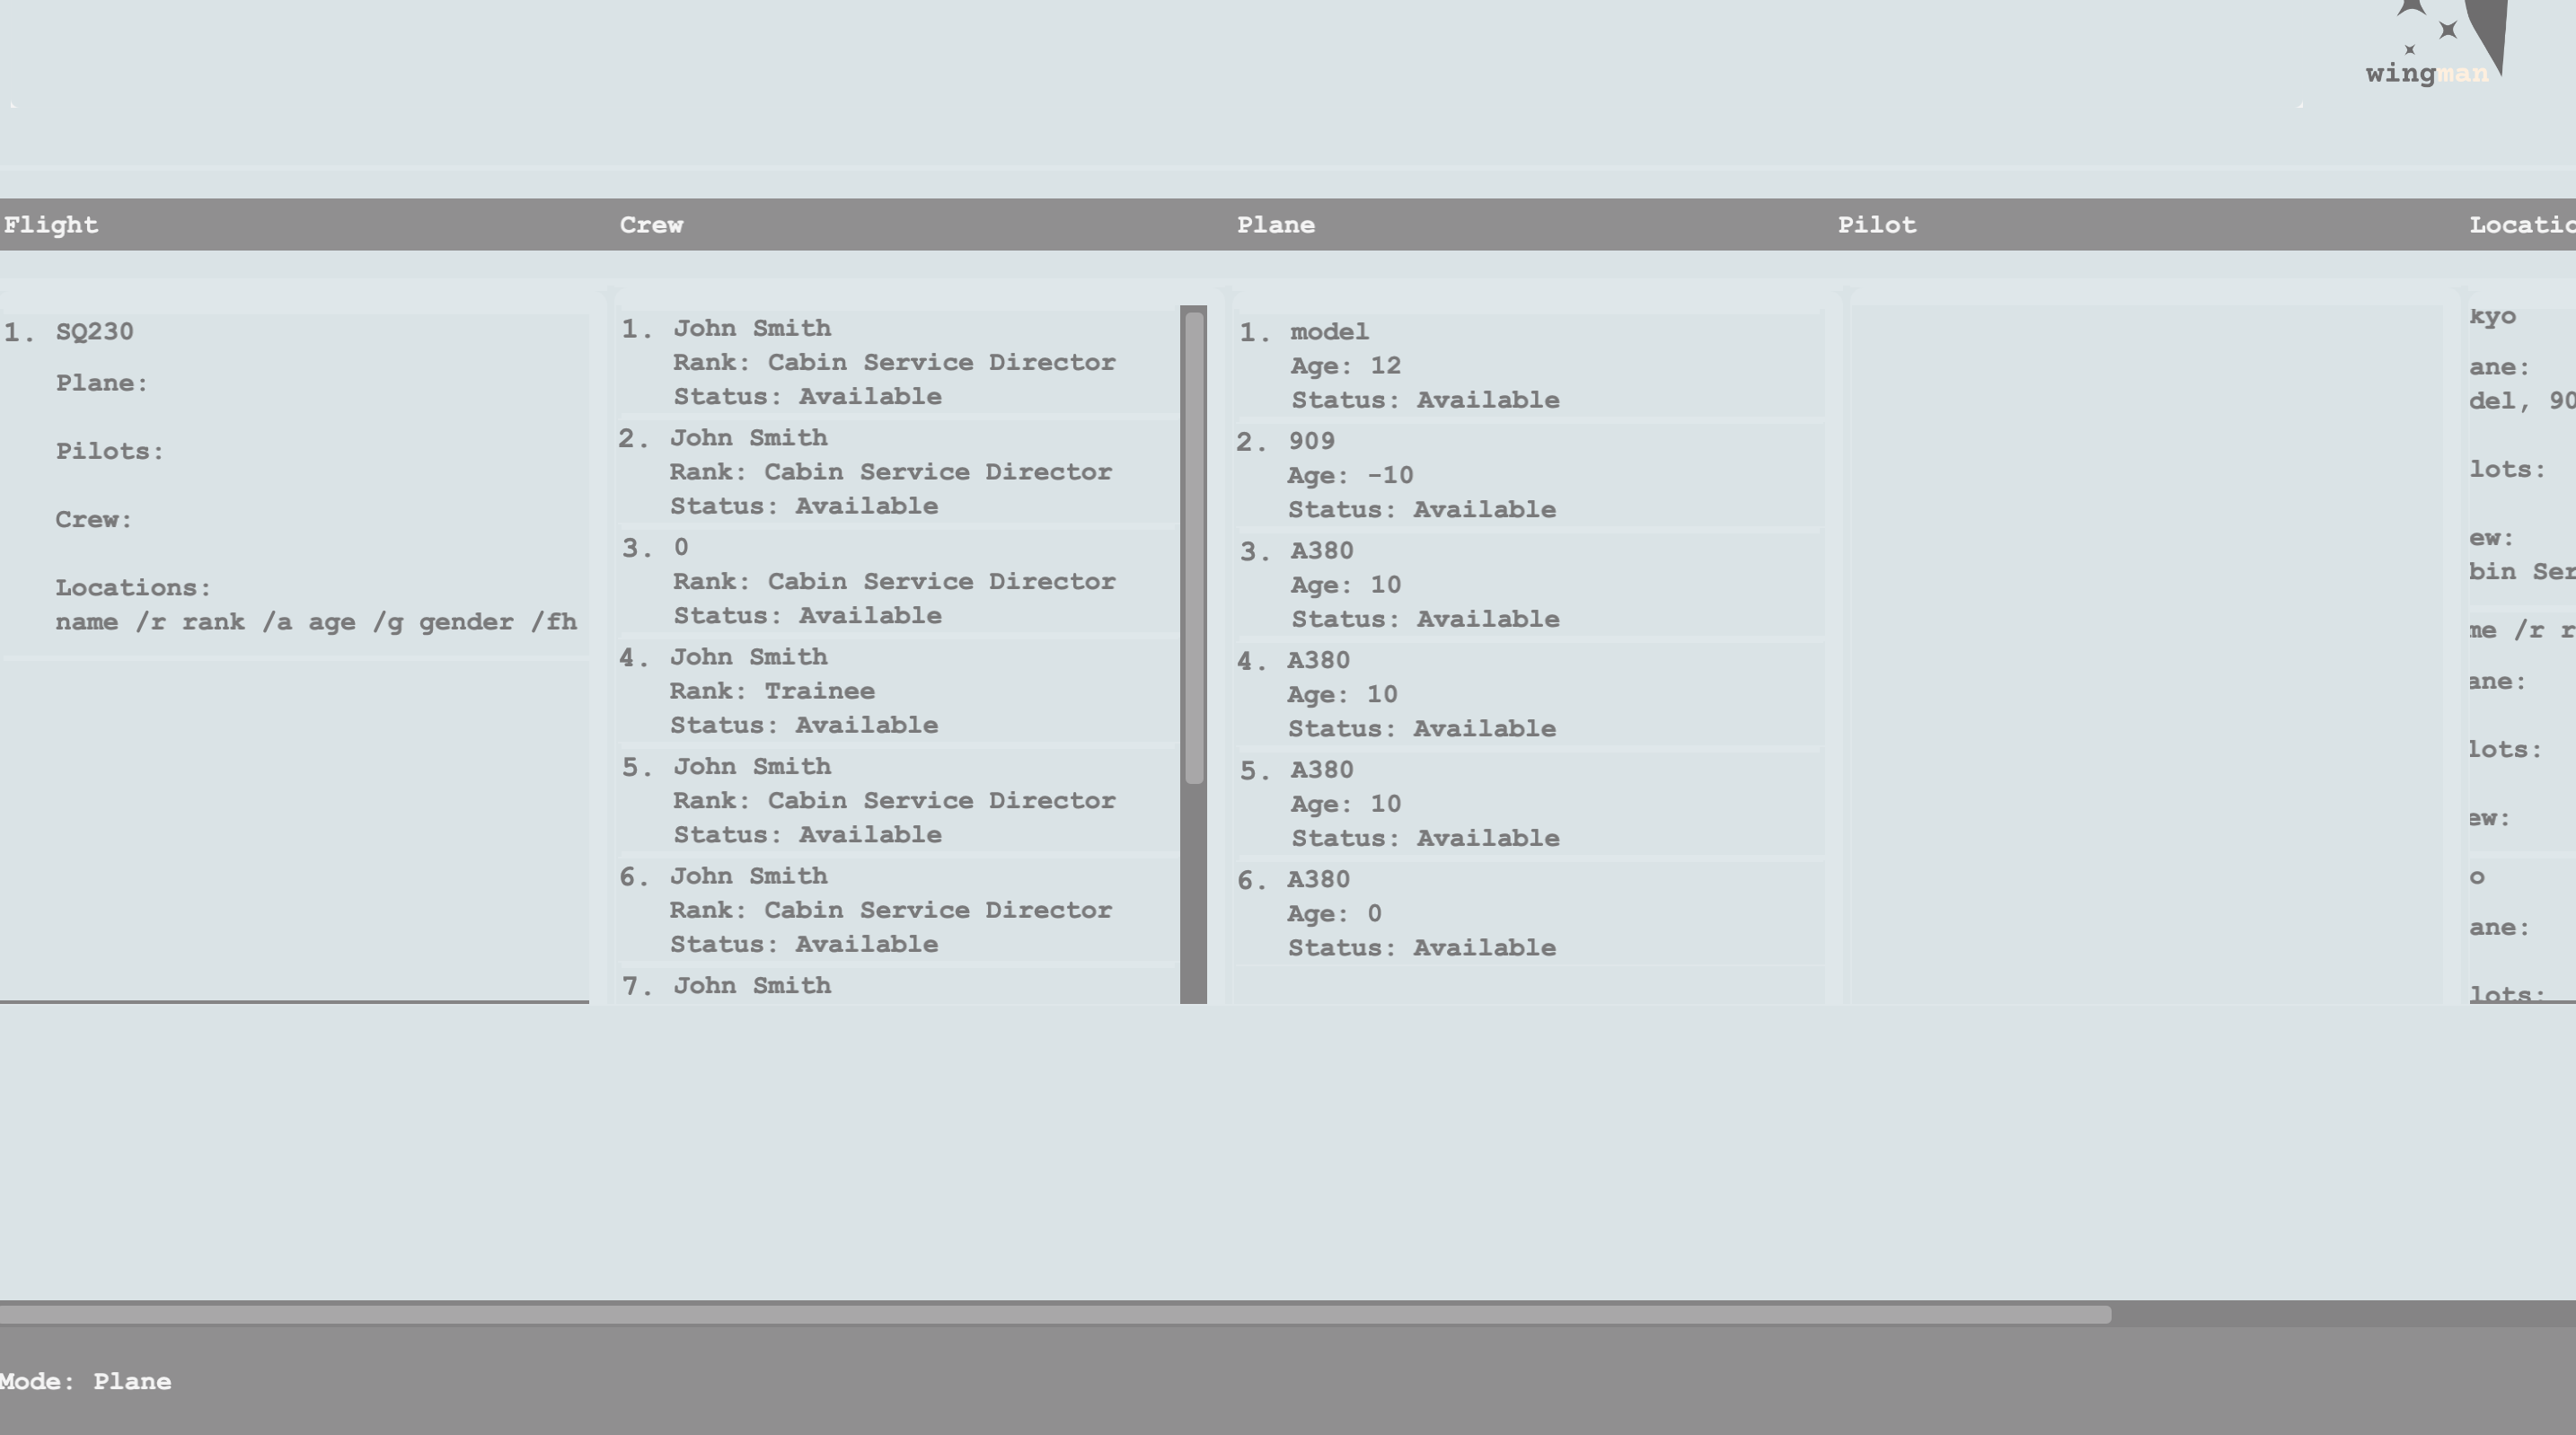 wingman
Flight
Crew
Plane
Pilot
1. SQ230
Plane:
Pilots:
Crew:
Locations:
name /r rank /a age /g gender /fh
1. John Smith
Rank: Cabin Service Director
Status: Available
2. John Smith
Rank: Cabin Service Director
Status: Available
3. 0
Rank: Cabin Service Director
Status: Available
4. John Smith
Rank: Trainee
Status: Available
5. John Smith
Rank: Cabin Service Director
Status: Available
6. John Smith
Rank: Cabin Service Director
Status: Available
7. John Smith
1. model
Age: 12
Status: Available
2. 909
Age: -10
Status: Available
3. A380
Age: 10
Status: Available
4. A380
Age: 10
Status: Available
5. A380
Age: 10
Status: Available
6. A380
Age: 0
Status: Available
Locatio
kyo
ane:
del, 90
lots:
ew:
bin Ser
me /r r
ane:
lots:
ew:
o
ane:
lots:
Mode: Plane